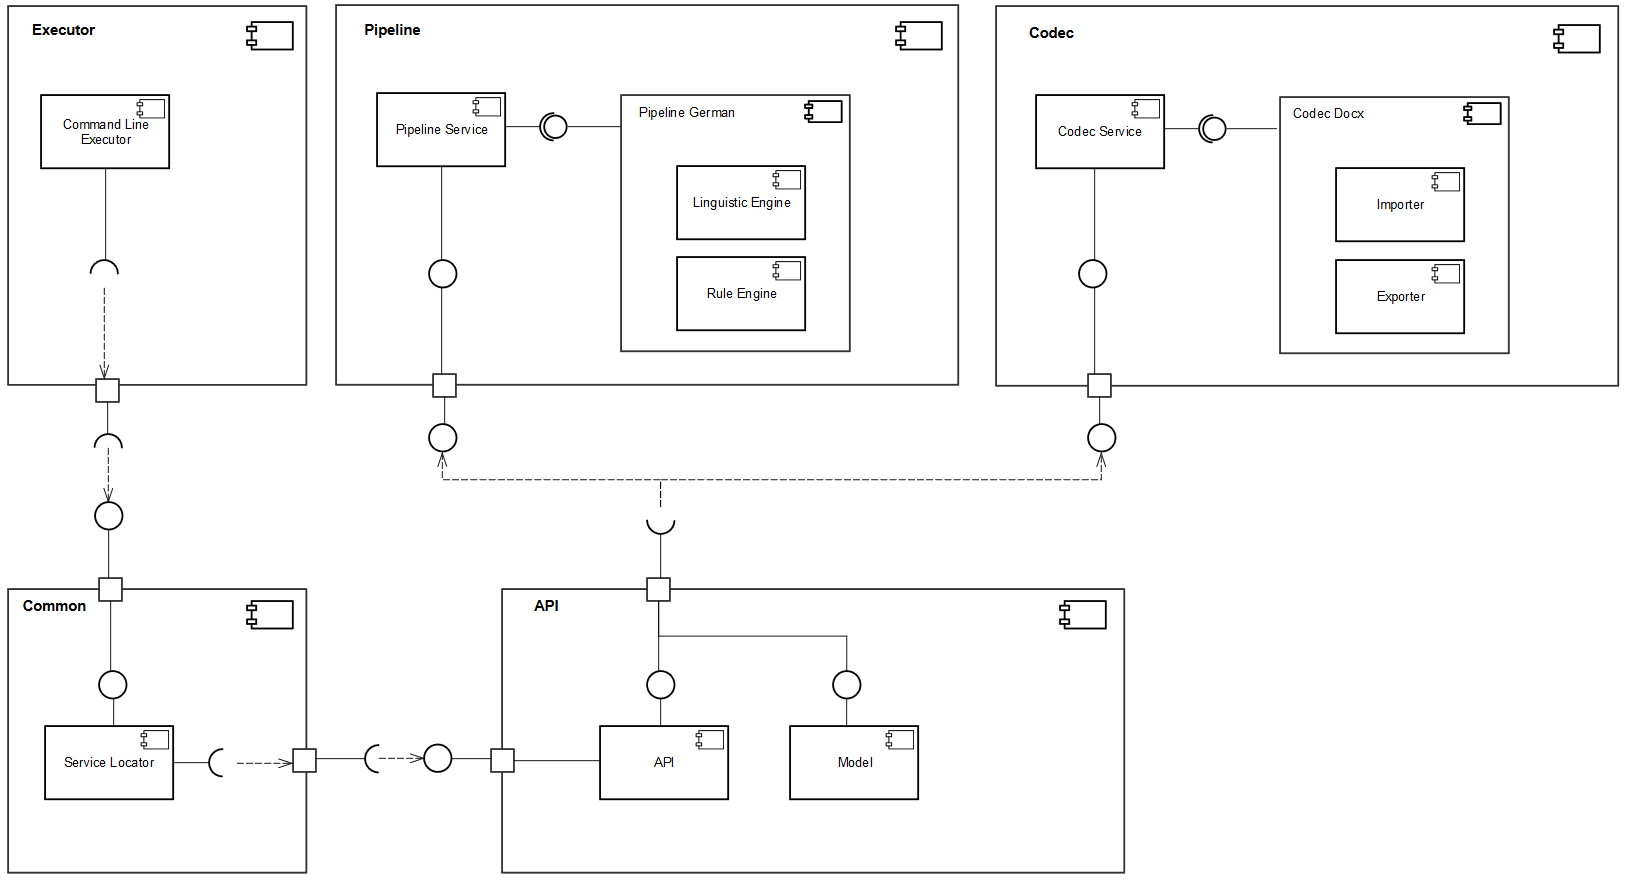 Executor
Command Line
Executor
Pipeline
Pipeline Service
Pipeline German
Linguistic Engine
Rule Engine
Codec
Codec Service
Codec Docx
Importer
Exporter
Common
Service Locator
API
API
Model